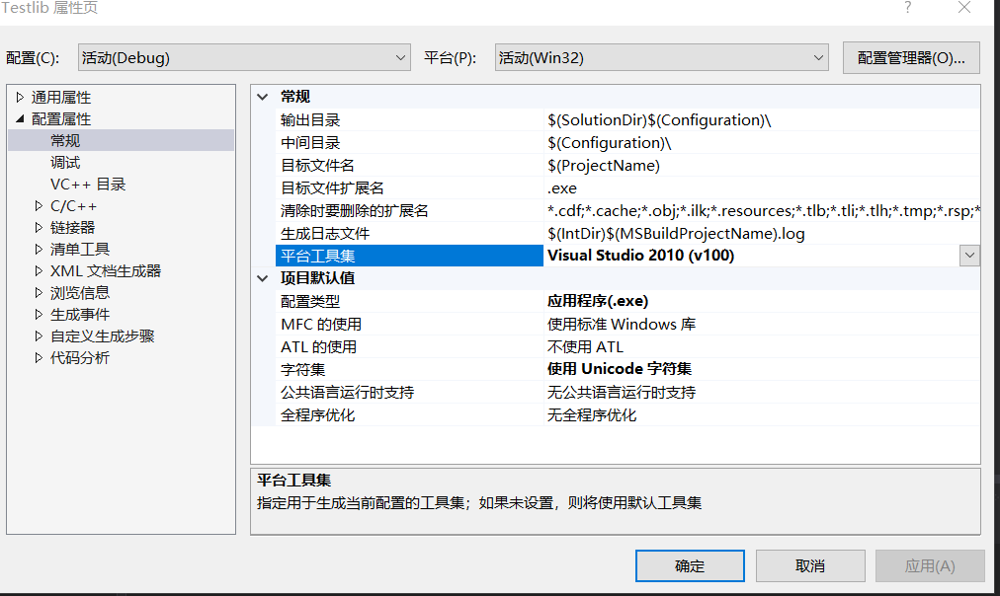 Testlib 属性页
?
配置(C): 活动(Debug) 平台(P): 活动(Win32) 配置管理器(O)...
通用属性
配置属性
常规
调试
VC++ 目录
C/C++
链接器
清单工具
XML 文档生成器
浏览信息
生成事件
自定义生成步骤
代码分析
常规
输出目录 $(SolutionDir)$(Configuration)\
中间目录 $(Configuration)\
目标文件名 $(ProjectName)
目标文件扩展名 .exe
清除时要删除的扩展名 *.cdf;*.cache;*.obj;*.ilk;*.resources;*.tlb;*.tli;*.tlh;*.tmp;*.rsp;*
生成日志文件 $(IntDir)$(MSBuildProjectName).log
平台工具集 Visual Studio 2010 (v100)
项目默认值
配置类型 应用程序(.exe)
MFC 的使用 使用标准 Windows 库
ATL 的使用 不使用 ATL
字符集 使用 Unicode 字符集
公共语言运行时支持 无公共语言运行时支持
全程序优化 无全程序优化
平台工具集
指定用于生成当前配置的工具集；如果未设置，则将使用默认工具集
确定 取消 应用(A)